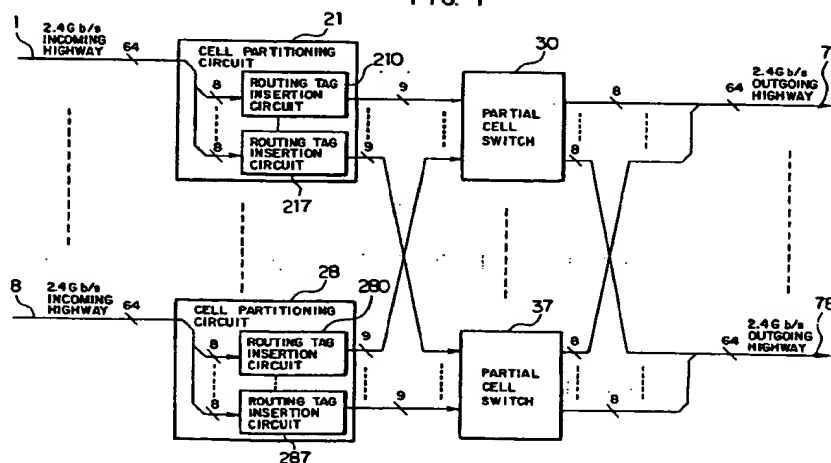 1
2.4G b/s
INCOMING
HIGHWAY
64
21
CELL PARTITIONING
CIRCUIT
210
8
ROUTING TAG
INSERTION
CIRCUIT
9
8
ROUTING TAG
INSERTION
CIRCUIT
9
217
30
PARTIAL
CELL
SWITCH
8
8
64
2.4G b/s
OUTGOING
HIGHWAY
7
8
2.4G b/s
INCOMING
HIGHWAY
64
28
CELL PARTITIONING
CIRCUIT
280
8
ROUTING TAG
INSERTION
CIRCUIT
9
8
ROUTING TAG
INSERTION
CIRCUIT
9
287
37
PARTIAL
CELL
SWITCH
8
8
64
2.4G b/s
OUTGOING
HIGHWAY
78